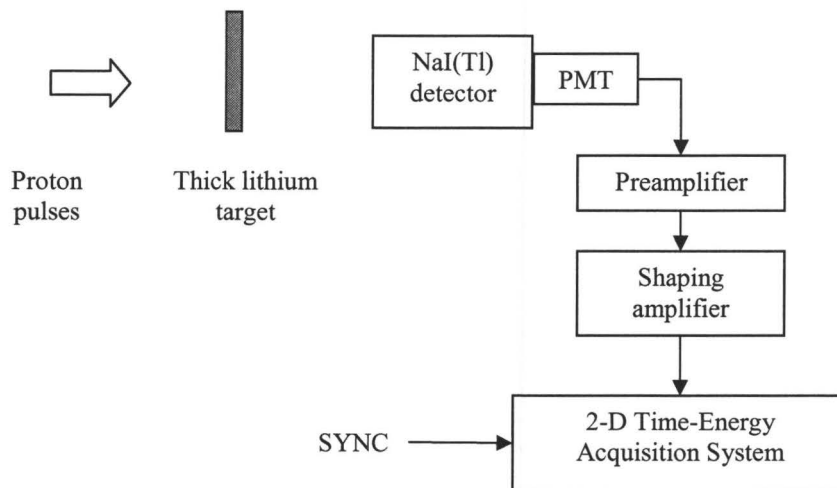 NaI(Tl)
detector
PMT
Proton
pulses
Thick lithium
target
Preamplifier
Shaping
amplifier
SYNC
2-D Time-Energy
Acquisition System